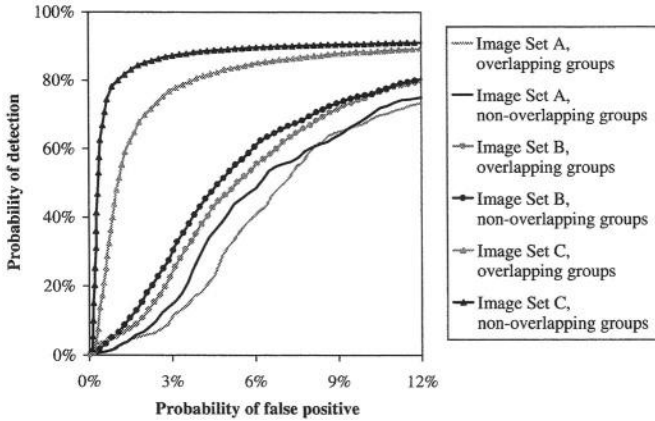 100%
80%
60%
40%
20%
0%
Probability of detection
0%
3%
6%
9%
12%
Probability of false positive
Image Set A,
overlapping groups
Image Set A,
non-overlapping groups
Image Set B,
overlapping groups
Image Set B,
non-overlapping groups
Image Set C,
overlapping groups
Image Set C,
non-overlapping groups